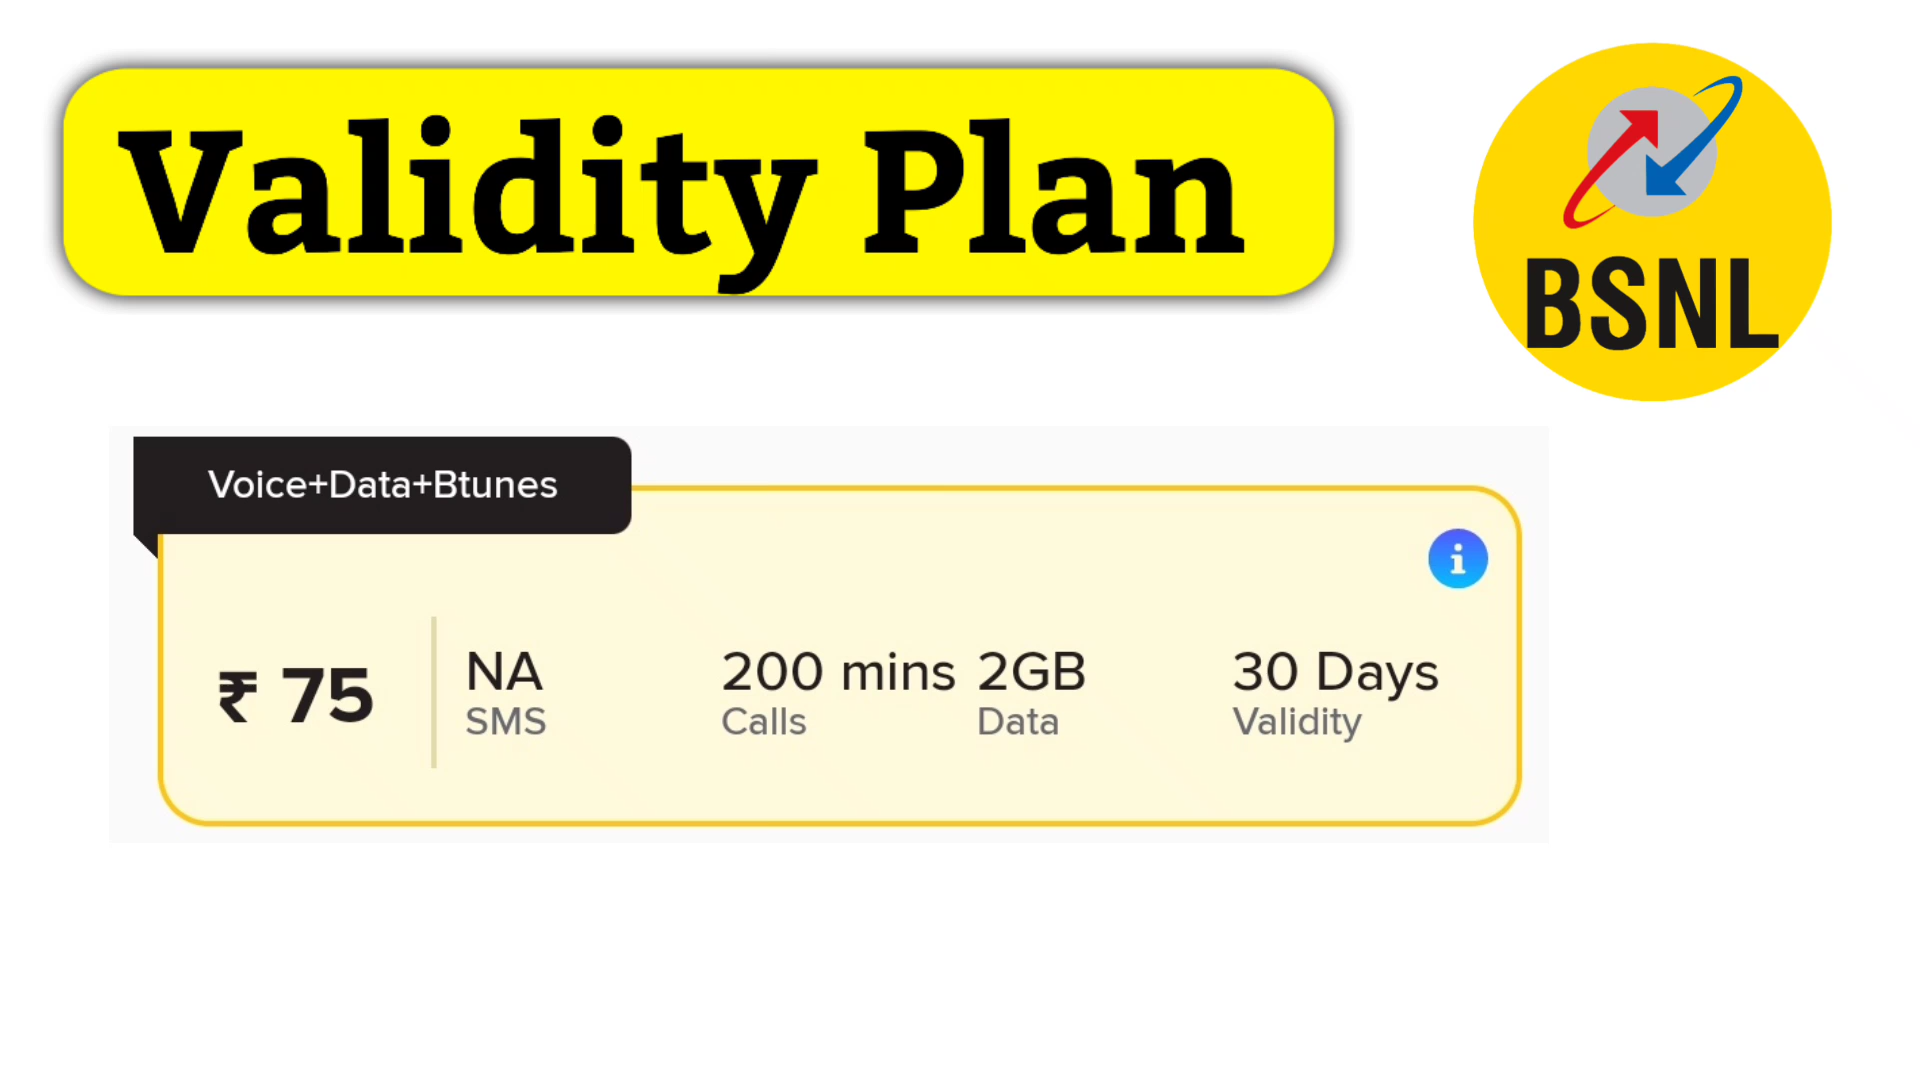 Validity Plan
BSNL
Voice+Data+Btunes
i
₹ 75
NA 200 mins 2GB 30 Days
SMS Calls Data Validity